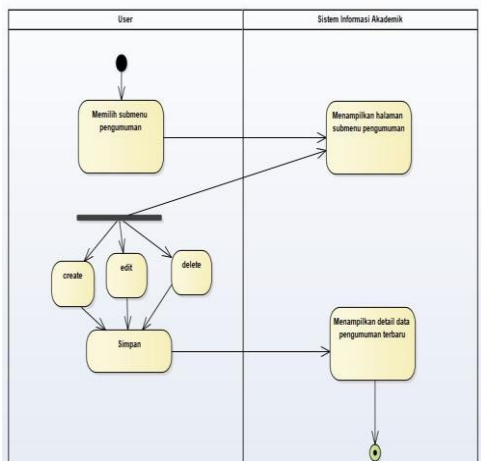 User
Sistem Informasi Akademik
Memilih submenu
pengumuman
Menampilkan halaman
submenu pengumuman
create
edit
delete
Simpan
Menampilkan detail data
pengumuman terbaru